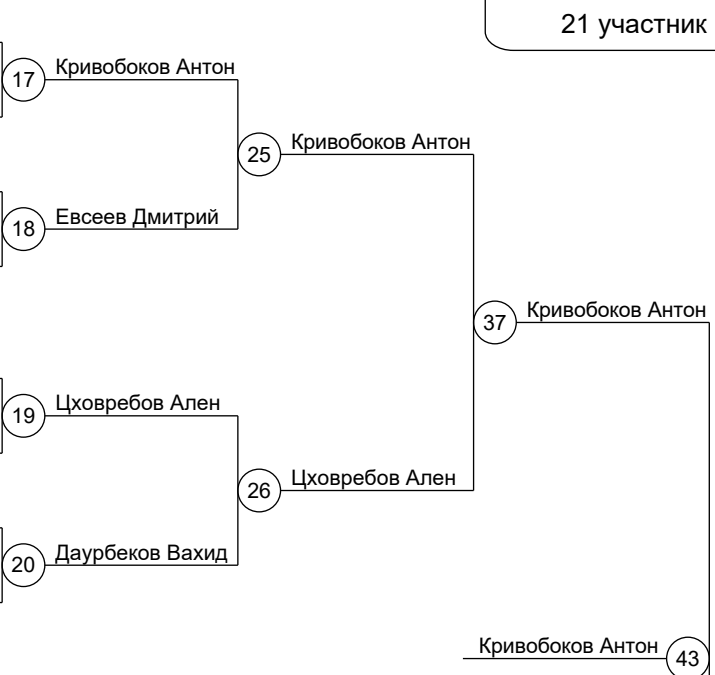 21 участник
17 Кривобоков Антон
25 Кривобоков Антон
18 Евсеев Дмитрий
37 Кривобоков Антон
19 Цховребов Ален
26 Цховребов Ален
20 Даурбеков Вахид
Кривобоков Антон 43